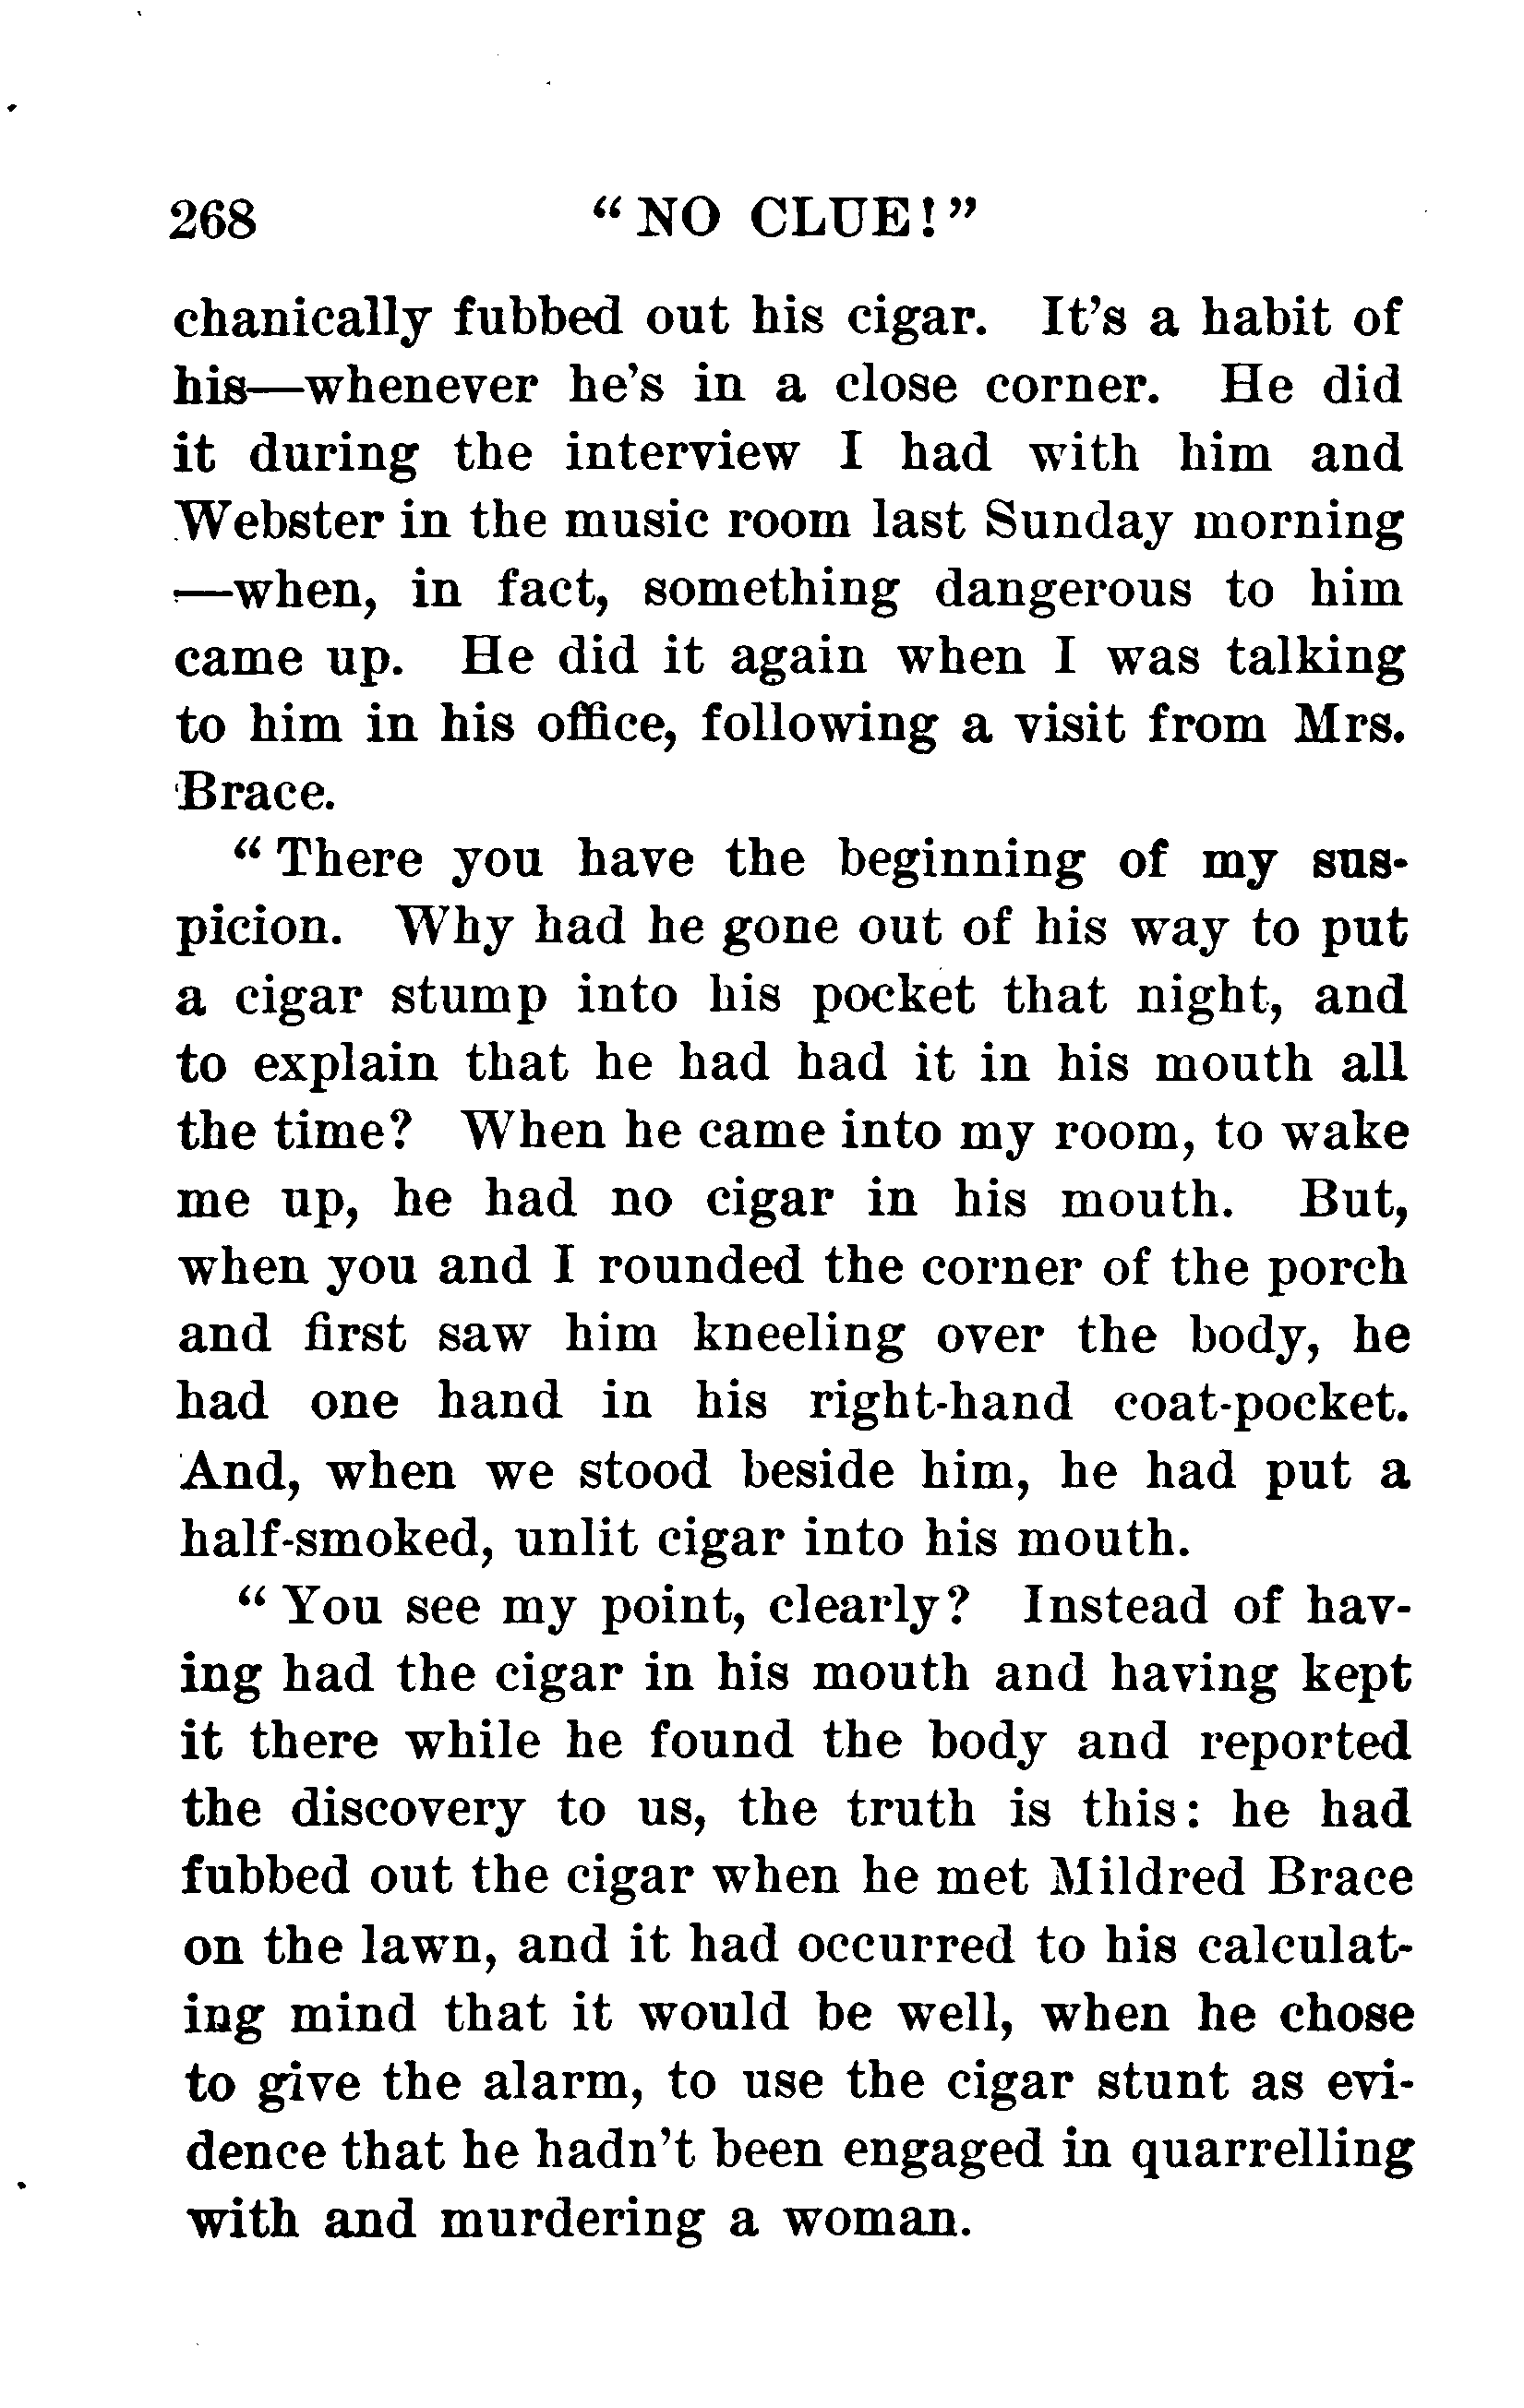 268 "NO CLUE!"
chanically fubbed out his cigar. It's a habit of
his—whenever he's in a close corner. He did
it during the interview I had with him and
Webster in the music room last Sunday morning
—when, in fact, something dangerous to him
came up. He did it again when I was talking
to him in his office, following a visit from Mrs.
Brace.
"There you have the beginning of my sus-
picion. Why had he gone out of his way to put
a cigar stump into his pocket that night, and
to explain that he had had it in his mouth all
the time? When he came into my room, to wake
me up, he had no cigar in his mouth. But,
when you and I rounded the corner of the porch
and first saw him kneeling over the body, he
had one hand in his right-hand coat-pocket.
And, when we stood beside him, he had put a
half-smoked, unlit cigar into his mouth.
"You see my point, clearly? Instead of hav-
ing had the cigar in his mouth and having kept
it there while he found the body and reported
the discovery to us, the truth is this: he had
fubbed out the cigar when he met Mildred Brace
on the lawn, and it had occurred to his calculat-
ing mind that it would be well, when he chose
to give the alarm, to use the cigar stunt as evi-
dence that he hadn't been engaged in quarrelling
with and murdering a woman.